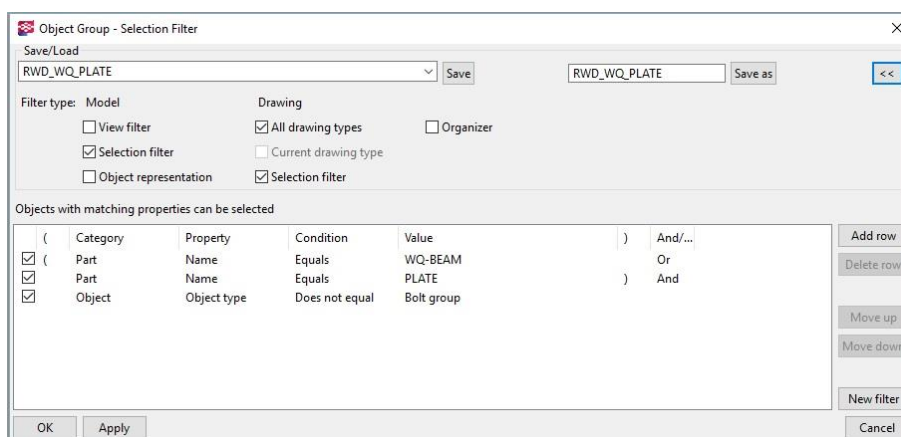 Object Group - Selection Filter
Save/Load
RWD_WQ_PLATE Save RWD_WQ_PLATE Save as <<
Filter type: Model Drawing
View filter All drawing types Organizer
Selection filter Current drawing type
Object representation Selection filter
Objects with matching properties can be selected
( Category Property Condition Value ) And/... Add row
( Part Name Equals WQ-BEAM Or
Delete row
Part Name Equals PLATE ) And
Object Object type Does not equal Bolt group
Move up
Move down
New filter
OK Apply Cancel